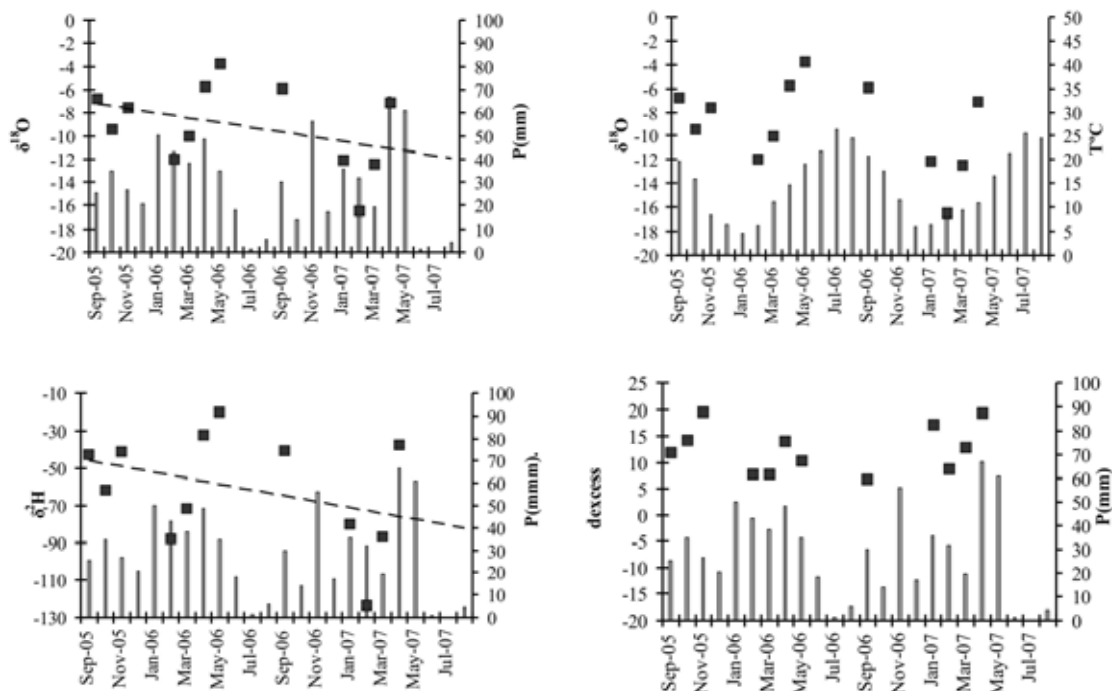 δ¹⁸O
0
-2
-4
-6
-8
-10
-12
-14
-16
-18
-20
100
90
80
70
60
50
40
30
20
10
0
P(mm)
Sep-05
Nov-05
Jan-06
Mar-06
May-06
Jul-06
Sep-06
Nov-06
Jan-07
Mar-07
May-07
Jul-07
δ¹⁸O
0
-2
-4
-6
-8
-10
-12
-14
-16
-18
-20
50
45
40
35
30
25
20
15
10
5
0
TºC
Sep-05
Nov-05
Jan-06
Mar-06
May-06
Jul-06
Sep-06
Nov-06
Jan-07
Mar-07
May-07
Jul-07
δ,²H
-10
-30
-50
-70
-90
-110
-130
100
90
80
70
60
50
40
30
20
10
0
P(mmm).
Sep-05
Nov-05
Jan-06
Mar-06
May-06
Jul-06
Sep-06
Nov-06
Jan-07
Mar-07
May-07
Jul-07
dexcess
25
20
15
10
5
0
-5
-10
-15
-20
100
90
80
70
60
50
40
30
20
10
0
P(mm)
Sep-05
Nov-05
Jan-06
Mar-06
May-06
Jul-06
Sep-06
Nov-06
Jan-07
Mar-07
May-07
Jul-07